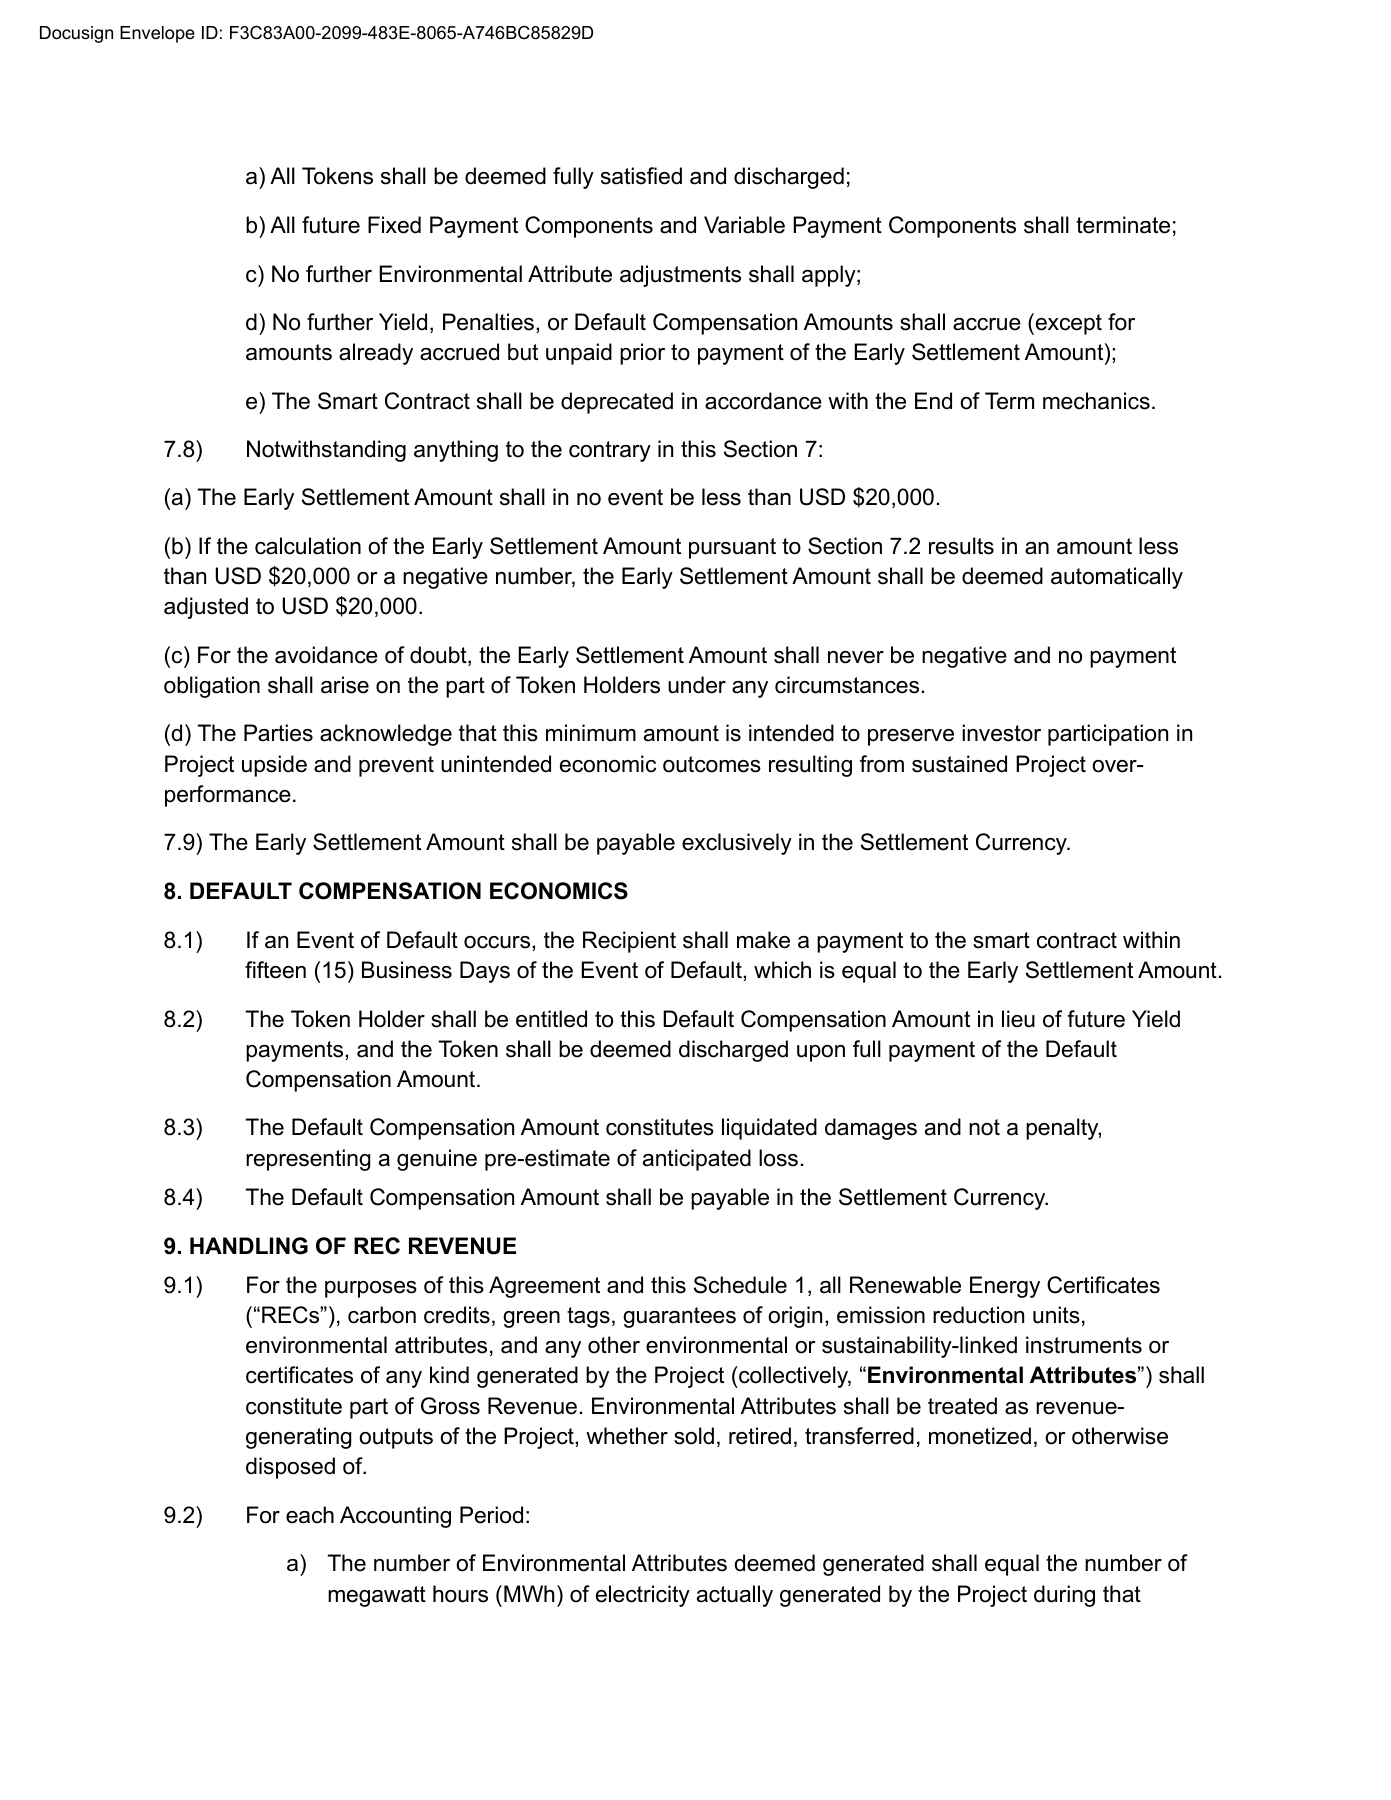 Docusign Envelope ID: F3C83A00-2099-483E-8065-A746BC85829D
a) All Tokens shall be deemed fully satisfied and discharged;
b) All future Fixed Payment Components and Variable Payment Components shall terminate;
c) No further Environmental Attribute adjustments shall apply;
d) No further Yield, Penalties, or Default Compensation Amounts shall accrue (except for
amounts already accrued but unpaid prior to payment of the Early Settlement Amount);
e) The Smart Contract shall be deprecated in accordance with the End of Term mechanics.
7.8) Notwithstanding anything to the contrary in this Section 7:
(a) The Early Settlement Amount shall in no event be less than USD $20,000.
(b) If the calculation of the Early Settlement Amount pursuant to Section 7.2 results in an amount less
than USD $20,000 or a negative number, the Early Settlement Amount shall be deemed automatically
adjusted to USD $20,000.
(c) For the avoidance of doubt, the Early Settlement Amount shall never be negative and no payment
obligation shall arise on the part of Token Holders under any circumstances.
(d) The Parties acknowledge that this minimum amount is intended to preserve investor participation in
Project upside and prevent unintended economic outcomes resulting from sustained Project over-
performance.
7.9) The Early Settlement Amount shall be payable exclusively in the Settlement Currency.
8. DEFAULT COMPENSATION ECONOMICS
8.1) If an Event of Default occurs, the Recipient shall make a payment to the smart contract within
fifteen (15) Business Days of the Event of Default, which is equal to the Early Settlement Amount.
8.2) The Token Holder shall be entitled to this Default Compensation Amount in lieu of future Yield
payments, and the Token shall be deemed discharged upon full payment of the Default
Compensation Amount.
8.3) The Default Compensation Amount constitutes liquidated damages and not a penalty,
representing a genuine pre-estimate of anticipated loss.
8.4) The Default Compensation Amount shall be payable in the Settlement Currency.
9. HANDLING OF REC REVENUE
9.1) For the purposes of this Agreement and this Schedule 1, all Renewable Energy Certificates
(“RECs”), carbon credits, green tags, guarantees of origin, emission reduction units,
environmental attributes, and any other environmental or sustainability-linked instruments or
certificates of any kind generated by the Project (collectively, “Environmental Attributes”) shall
constitute part of Gross Revenue. Environmental Attributes shall be treated as revenue-
generating outputs of the Project, whether sold, retired, transferred, monetized, or otherwise
disposed of.
9.2) For each Accounting Period:
a) The number of Environmental Attributes deemed generated shall equal the number of
megawatt hours (MWh) of electricity actually generated by the Project during that